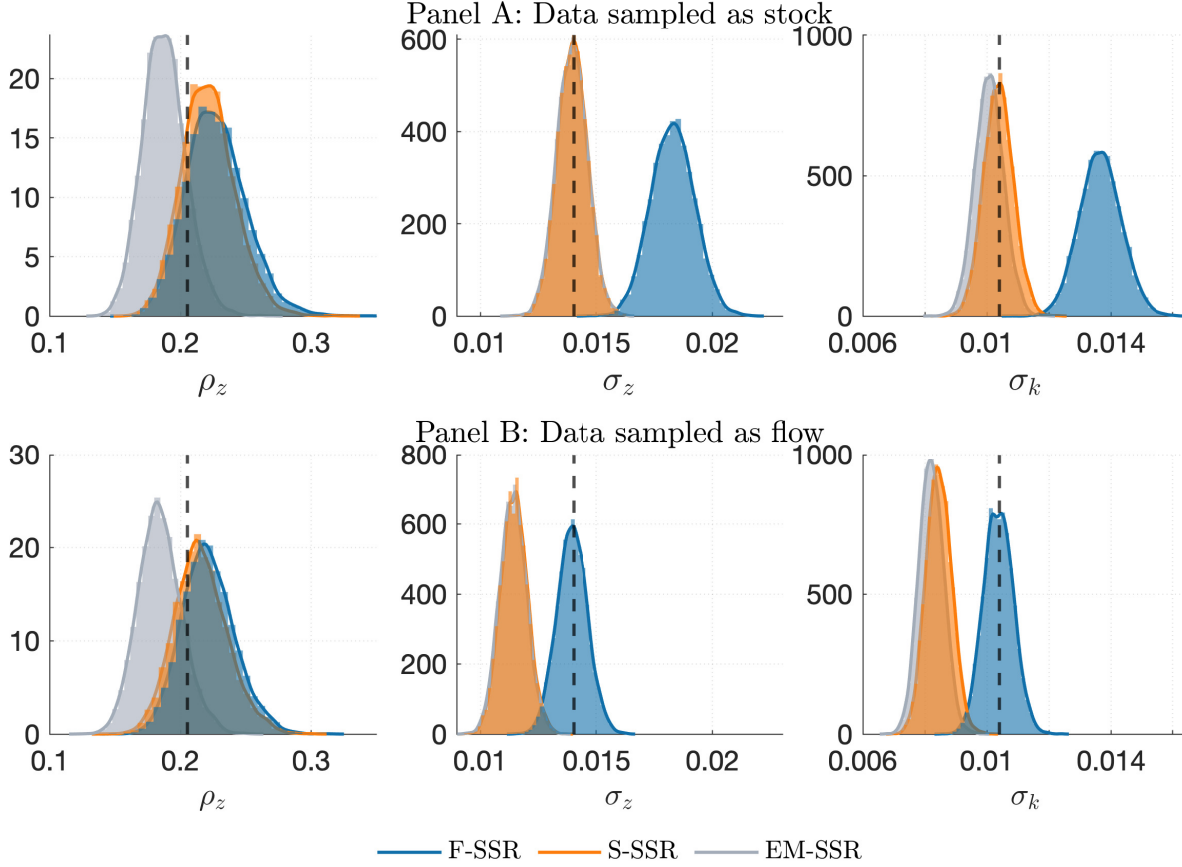 Panel A: Data sampled as stock
20
15
10
5
0
0.1 0.2 0.3
ρz
600
400
200
0
0.01 0.015 0.02
σz
1000
500
0
0.006 0.01 0.014
σk
Panel B: Data sampled as flow
30
20
10
0
0.1 0.2 0.3
ρz
800
600
400
200
0
0.01 0.015 0.02
σz
1000
500
0
0.006 0.01 0.014
σk
F-SSR S-SSR EM-SSR